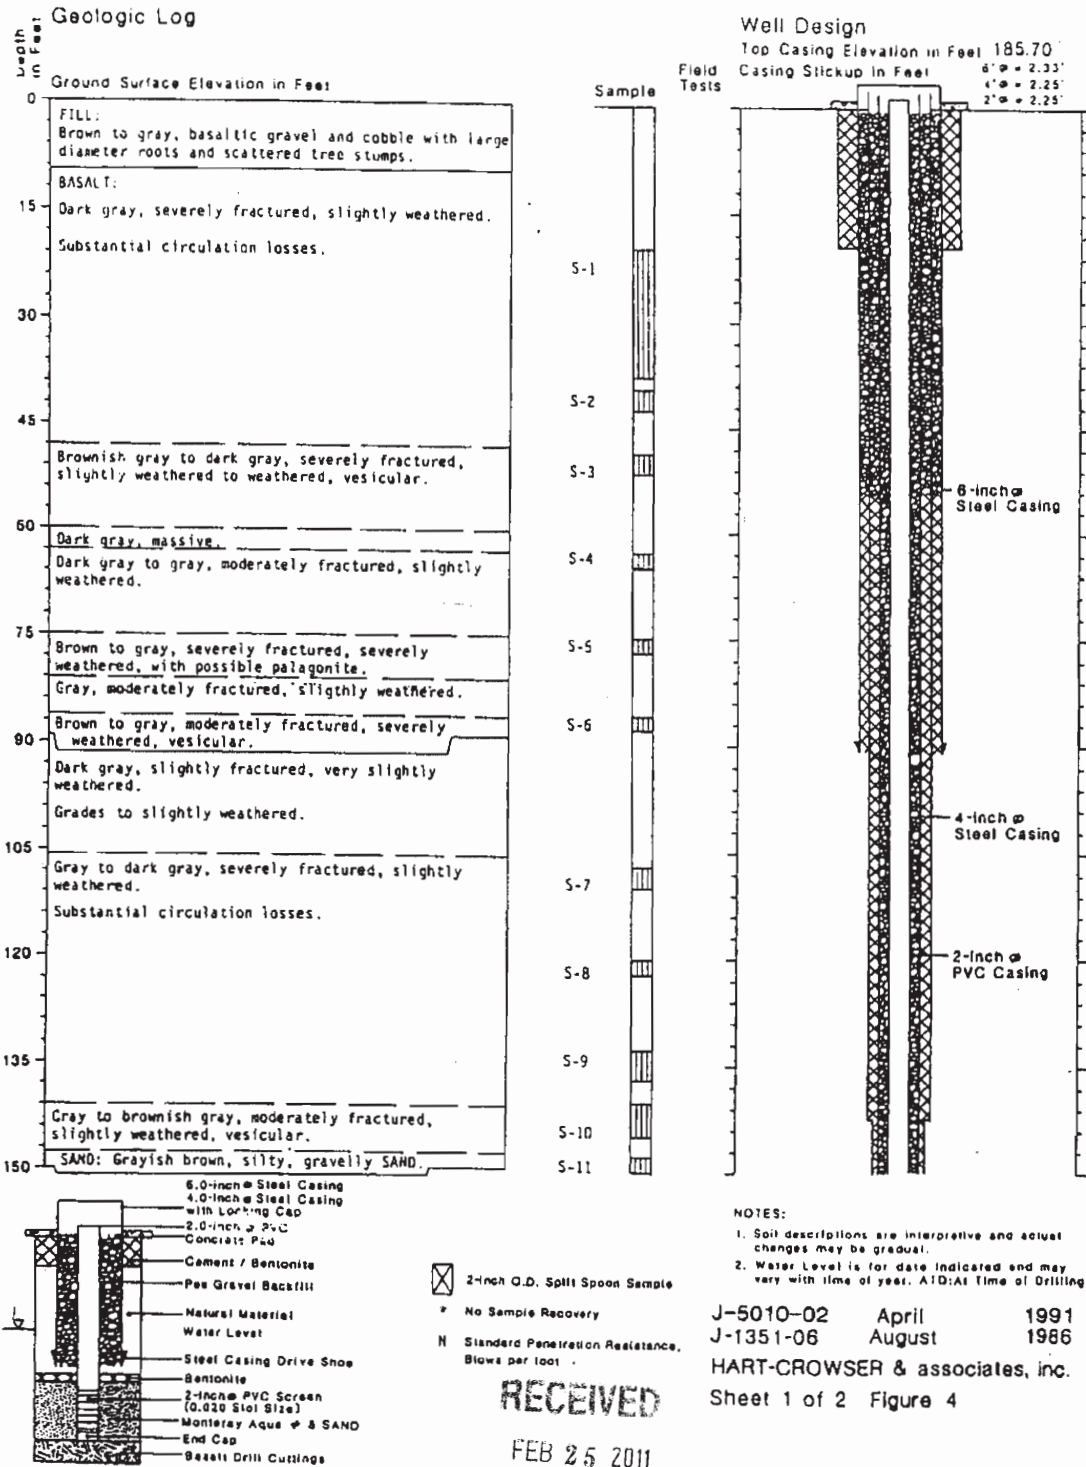 Geologic Log
Depth
in Feet
Ground Surface Elevation in Feet
0
FILL:
Brown to gray, basaltic gravel and cobble with large
diameter roots and scattered tree stumps.
BASALT:
15
Dark gray, severely fractured, slightly weathered.
Substantial circulation losses.
30
45
Brownish gray to dark gray, severely fractured,
slightly weathered to weathered, vesicular.
60
Dark gray, massive.
Dark gray to gray, moderately fractured, slightly
weathered.
75
Brown to gray, severely fractured, severely
weathered, with possible palagonite.
Gray, moderately fractured, sligthly weathered.
Brown to gray, moderately fractured, severely
weathered, vesicular.
90
Dark gray, slightly fractured, very slightly
weathered.
Grades to slightly weathered.
105
Gray to dark gray, severely fractured, slightly
weathered.
Substantial circulation losses.
120
135
Gray to brownish gray, moderately fractured,
slightly weathered, vesicular.
150
SAND: Grayish brown, silty, gravelly SAND.
Sample
S-1
S-2
S-3
S-4
S-5
S-6
S-7
S-8
S-9
S-10
S-11
Field
Tests
Well Design
Top Casing Elevation in Feet 185.70
Casing Stickup In Feet
6"ø = 2.33'
4"ø = 2.25'
2"ø = 2.25'
6-inch ø
Steel Casing
4-inch ø
Steel Casing
2-inch ø
PVC Casing
6.0-inch ø Steel Casing
4.0-inch ø Steel Casing
with Locking Cap
2.0-inch ø PVC
Concrete Pad
Cement / Bentonite
Pea Gravel Backfill
Natural Material
Water Level
Steel Casing Drive Shoe
Bentonite
2-inch ø PVC Screen
(0.020 Slot Size)
Monteray Aqua # 8 SAND
End Cap
Basalt Drill Cuttings
2-inch O.D. Split Spoon Sample
* No Sample Recovery
N Standard Penetration Resistance,
Blows per foot
RECEIVED
FEB 25 2011
NOTES:
1. Soil descriptions are interpretive and actual
changes may be gradual.
2. Water Level is for date indicated and may
vary with time of year. ATD:At Time of Drilling
J-5010-02 April 1991
J-1351-06 August 1986
HART-CROWSER & associates, inc.
Sheet 1 of 2 Figure 4